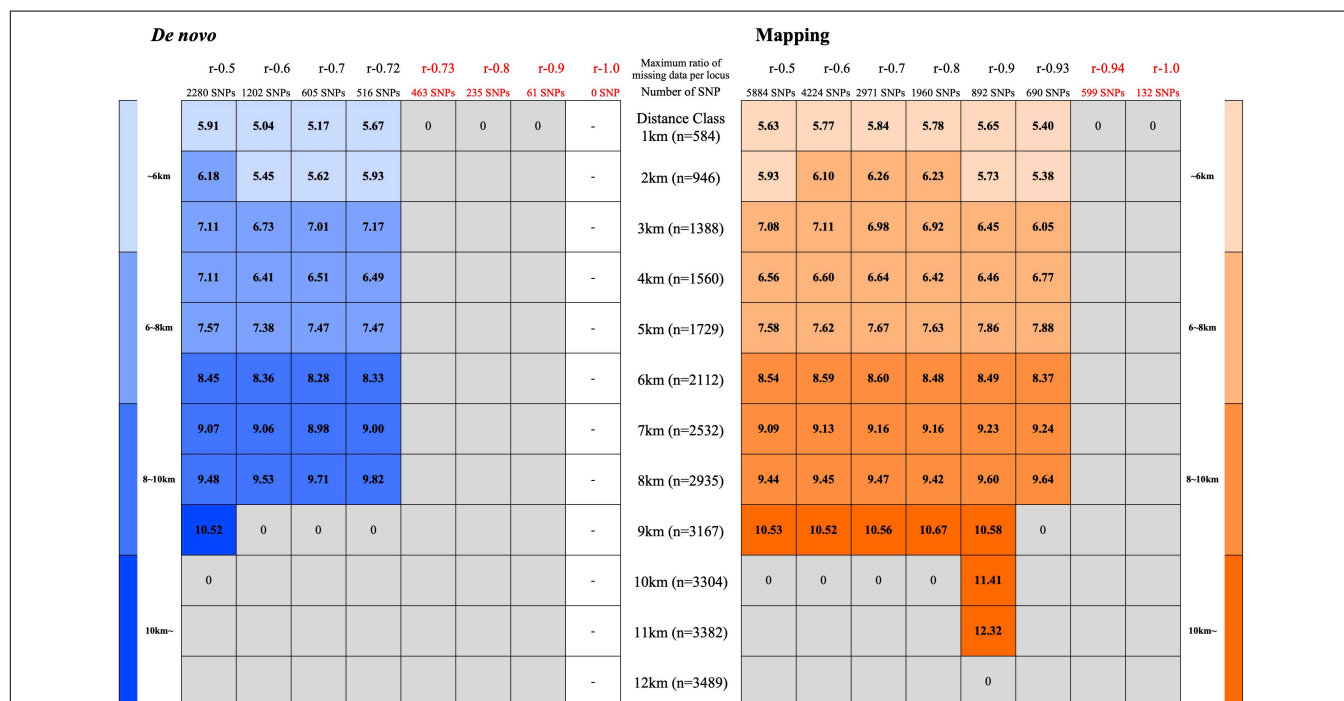 De novo Mapping
r-0.5 r-0.6 r-0.7 r-0.72 r-0.73 r-0.8 r-0.9 r-1.0 Maximum ratio of missing data per locus r-0.5 r-0.6 r-0.7 r-0.8 r-0.9 r-0.93 r-0.94 r-1.0
2280 SNPs 1202 SNPs 605 SNPs 516 SNPs 463 SNPs 235 SNPs 61 SNPs 0 SNP Number of SNP 5884 SNPs 4224 SNPs 2971 SNPs 1960 SNPs 892 SNPs 690 SNPs 599 SNPs 132 SNPs
5.91 5.04 5.17 5.67 0 0 0 - Distance Class 1km (n=584) 5.63 5.77 5.84 5.78 5.65 5.40 0 0
~6km 6.18 5.45 5.62 5.93 - 2km (n=946) 5.93 6.10 6.26 6.23 5.73 5.38 ~6km
7.11 6.73 7.01 7.17 - 3km (n=1388) 7.08 7.11 6.98 6.92 6.45 6.05
7.11 6.41 6.51 6.49 - 4km (n=1560) 6.56 6.60 6.64 6.42 6.46 6.77
6~8km 7.57 7.38 7.47 7.47 - 5km (n=1729) 7.58 7.62 7.67 7.63 7.86 7.88 6~8km
8.45 8.36 8.28 8.33 - 6km (n=2112) 8.54 8.59 8.60 8.48 8.49 8.37
9.07 9.06 8.98 9.00 - 7km (n=2532) 9.09 9.13 9.16 9.16 9.23 9.24
8~10km 9.48 9.53 9.71 9.82 - 8km (n=2935) 9.44 9.45 9.47 9.42 9.60 9.64 8~10km
10.52 0 0 0 - 9km (n=3167) 10.53 10.52 10.56 10.67 10.58 0
0 - 10km (n=3304) 0 0 0 0 11.41
10km~ - 11km (n=3382) 12.32 10km~
- 12km (n=3489) 0